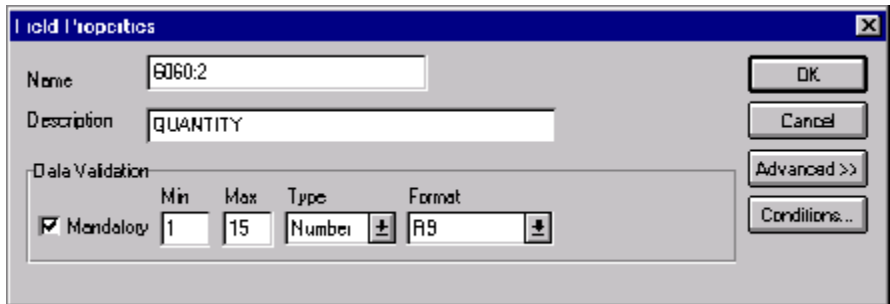 Field Properties
Name 6060:2
Description QUANTITY
Data Validation
Min Max Type Format
Mandatory 1 15 Number R9
OK
Cancel
Advanced >>
Conditions...